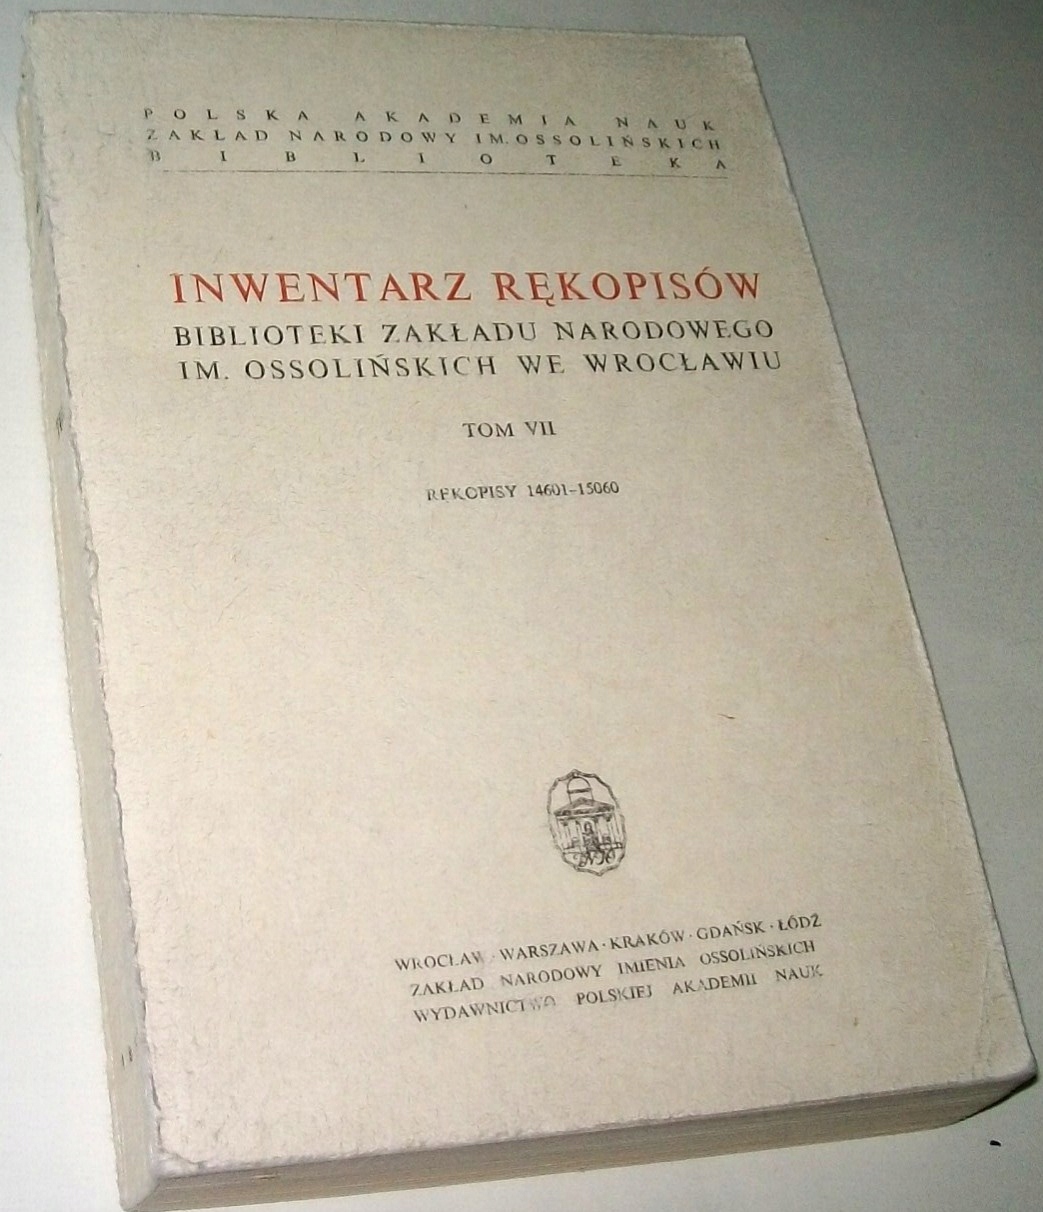 POLSKA AKADEMIA NAUK
ZAKŁAD NARODOWY IM. OSSOLIŃSKICH
BIBLIOTEKA
INWENTARZ RĘKOPISÓW
BIBLIOTEKI ZAKŁADU NARODOWEGO
IM. OSSOLIŃSKICH WE WROCŁAWIU
TOM VII
RĘKOPISY 14601–15060
WROCŁAW · WARSZAWA · KRAKÓW · GDAŃSK · ŁÓDŹ
ZAKŁAD NARODOWY IMIENIA OSSOLIŃSKICH
WYDAWNICTWO POLSKIEJ AKADEMII NAUK